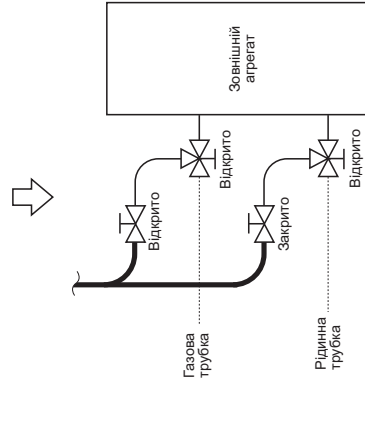 Зовнішній
агрегат
Відкрито
Відкрито
Закрито
Відкрито
Газова
трубка
Рідинна
трубка